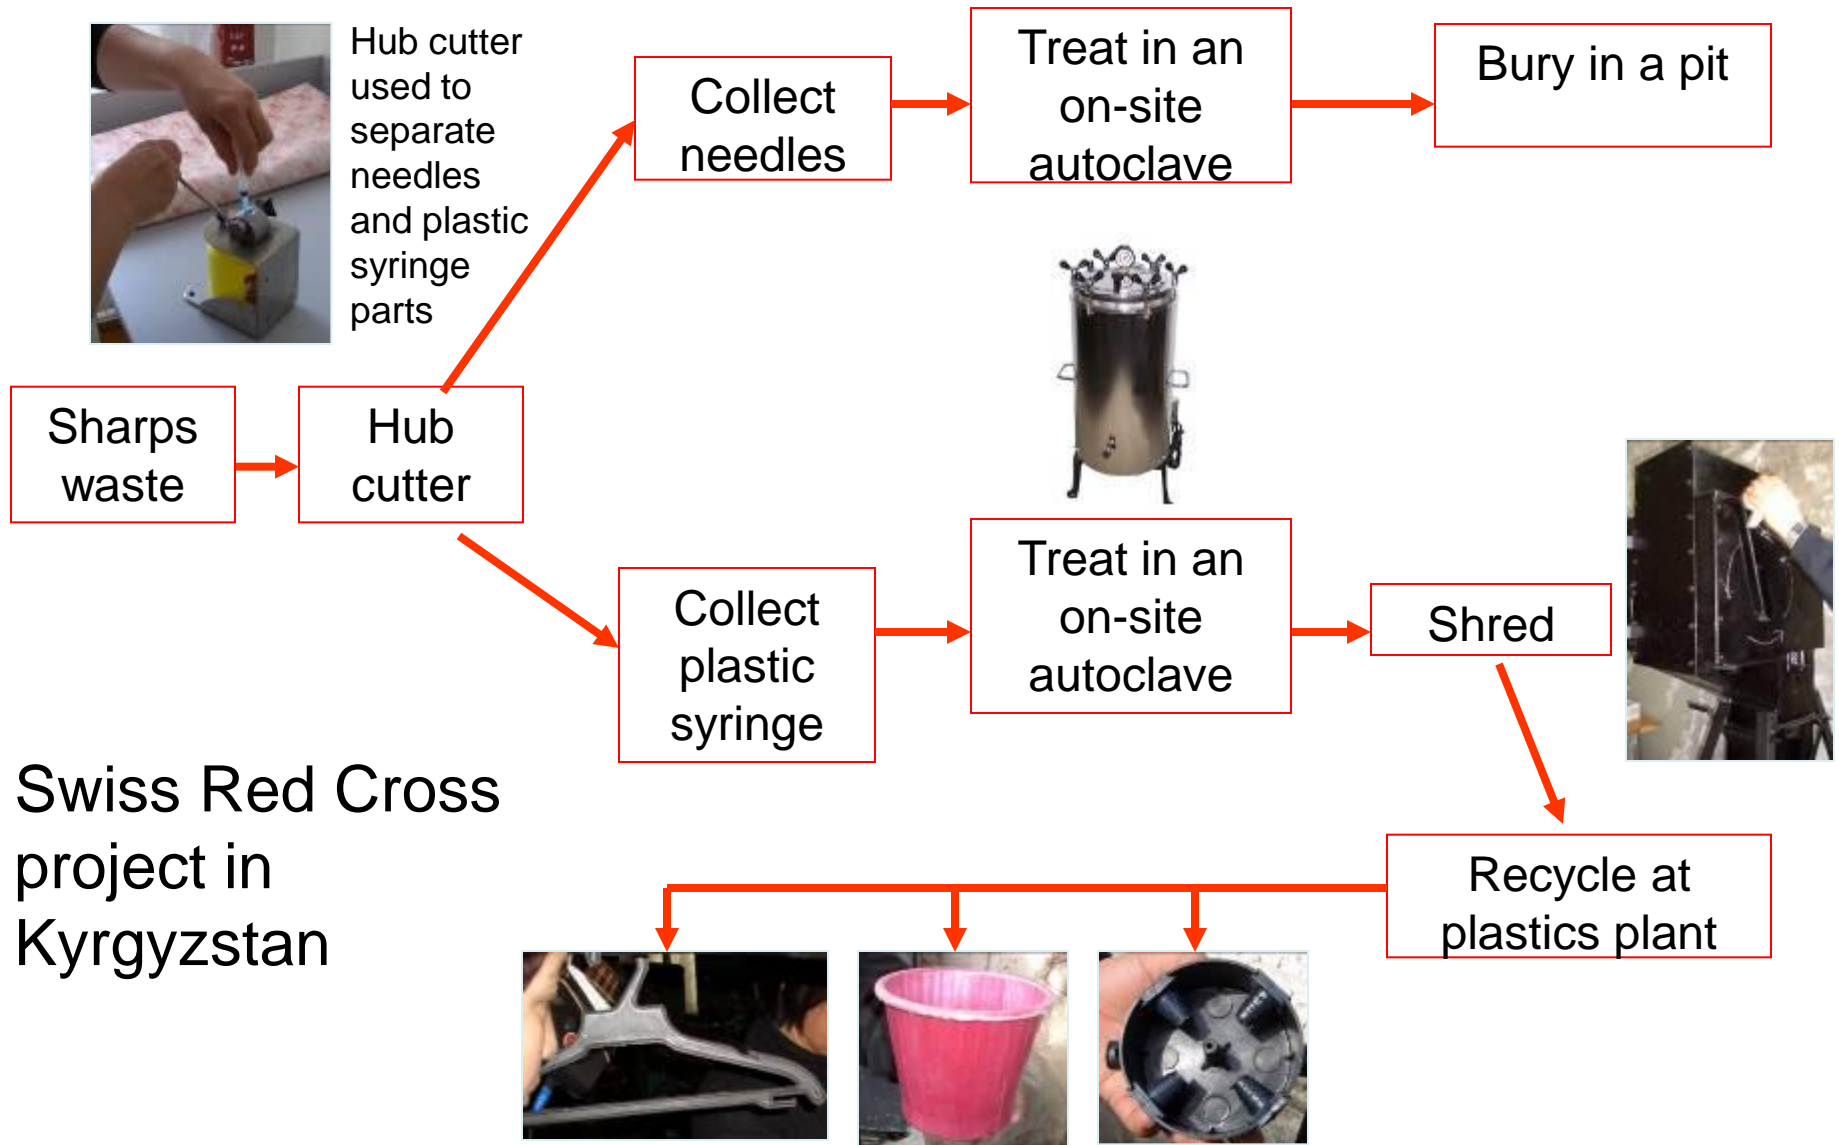 Hub cutter
used to
separate
needles
and plastic
syringe
parts
Collect
needles
Treat in an
on-site
autoclave
Bury in a pit
Sharps
waste
Hub
cutter
Collect
plastic
syringe
Treat in an
on-site
autoclave
Shred
Recycle at
plastics plant
Swiss Red Cross
project in
Kyrgyzstan